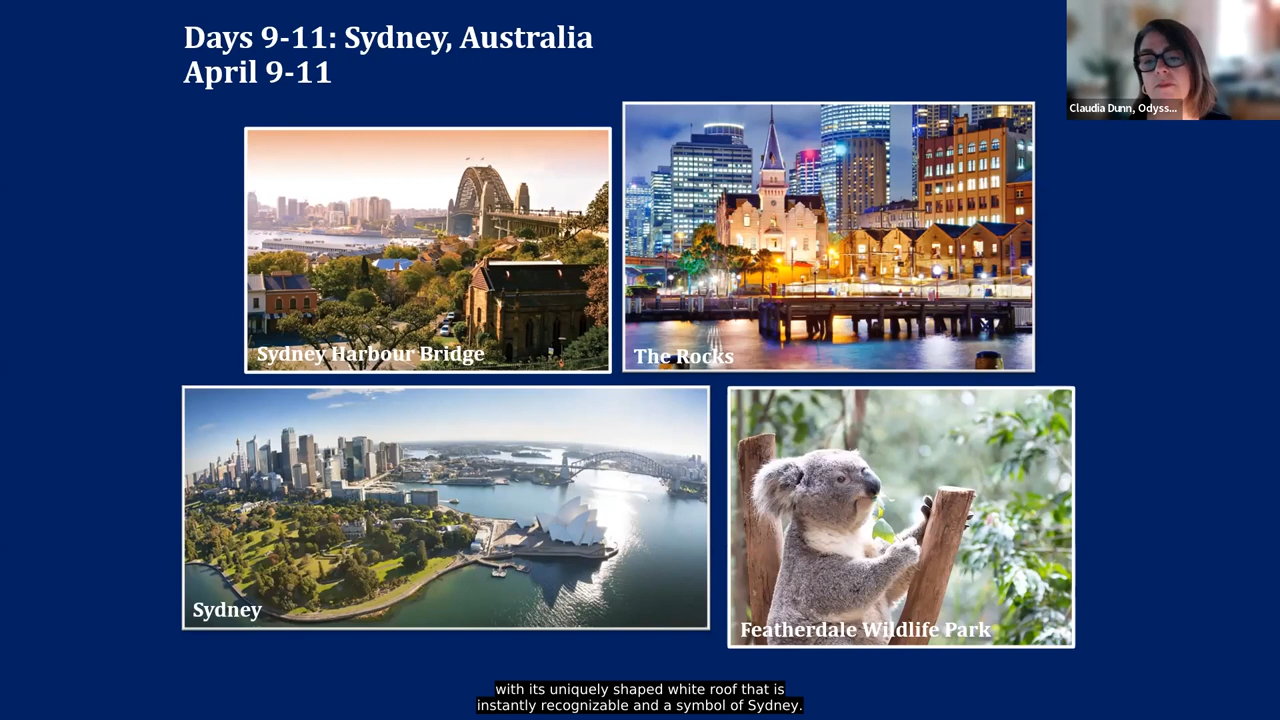 Days 9-11: Sydney, Australia
April 9-11
Claudia Dunn, Odyss...
Sydney Harbour Bridge
The Rocks
Sydney
Featherdale Wildlife Park
with its uniquely shaped white roof that is
instantly recognizable and a symbol of Sydney.